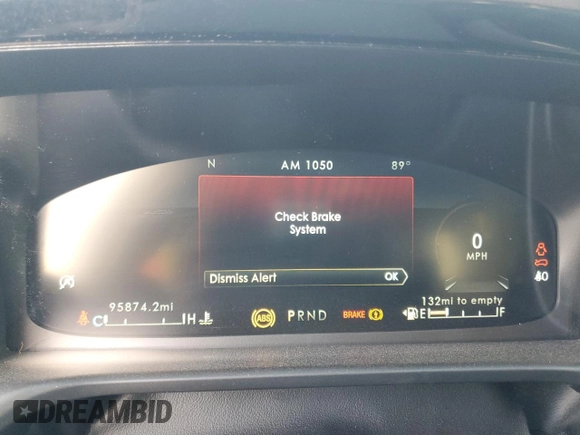 N
AM 1050
89°
Check Brake
System
Dismiss Alert
OK
0
MPH
95874.2mi
132mi to empty
C
H
ABS
PRND
BRAKE
E
F
DREAMBID